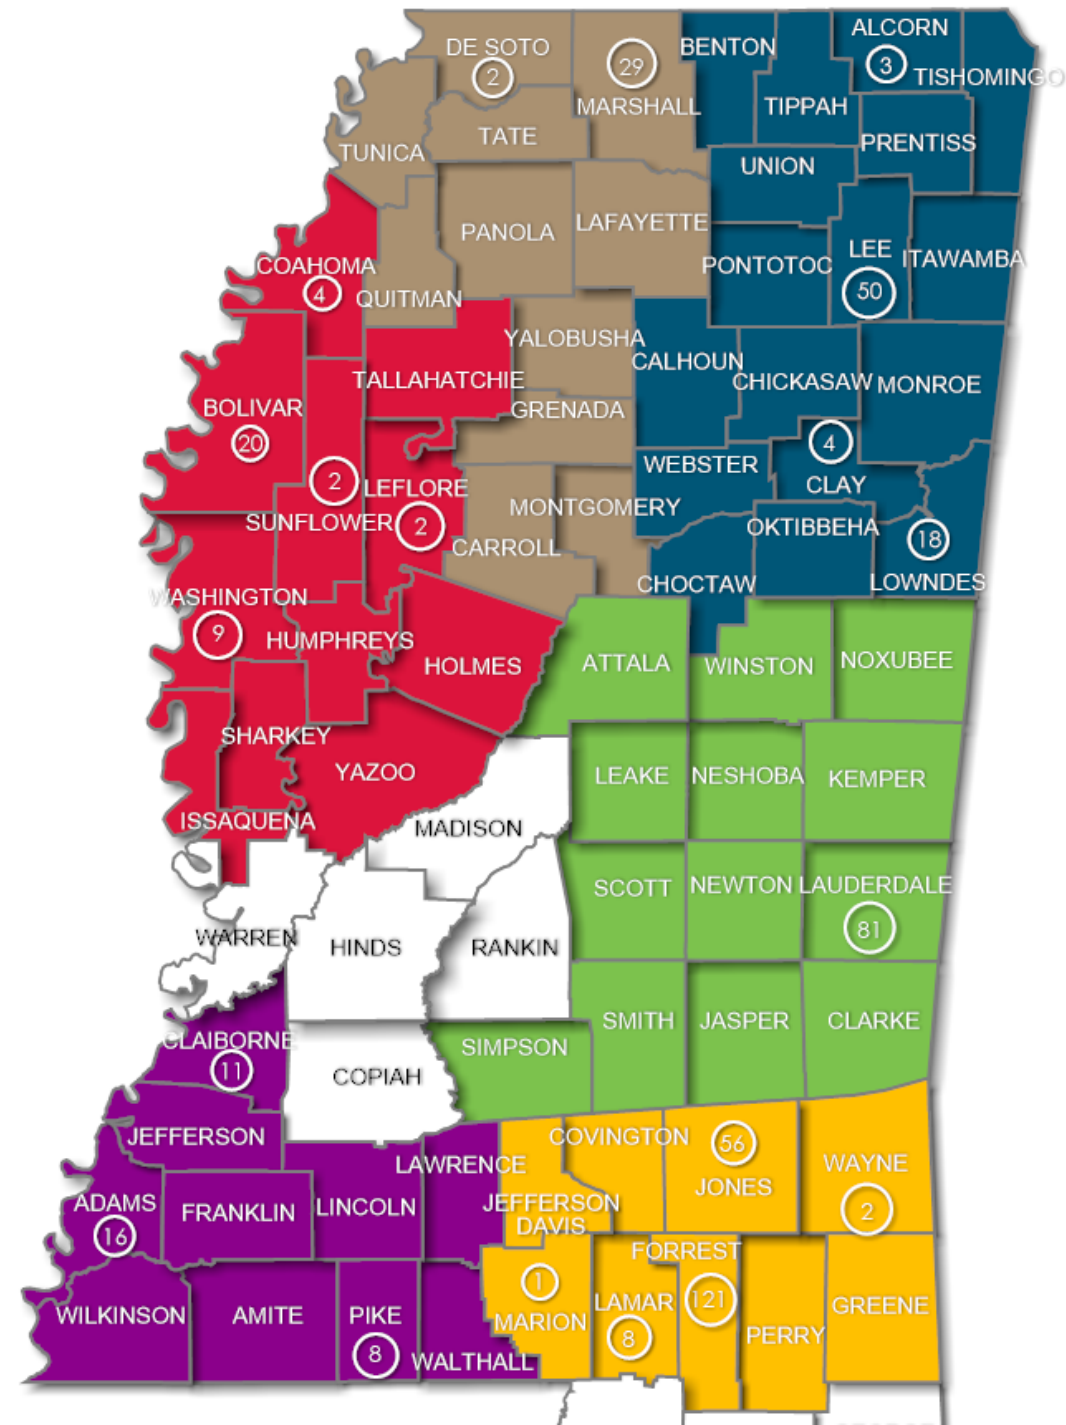 DE SOTO
2
29
MARSHALL
BENTON
ALCORN
3
TISHOMINGO
TIPPAH
TUNICA
TATE
PRENTISS
UNION
PANOLA
LAFAYETTE
PONTOTOC
LEE
50
ITAWAMBA
COAHOMA
4
QUITMAN
YALOBUSHA
CALHOUN
CHICKASAW
MONROE
TALLAHATCHIE
GRENADA
BOLIVAR
20
4
CLAY
WEBSTER
2
LEFLORE
2
SUNFLOWER
MONTGOMERY
OKTIBBEHA
18
LOWNDES
CARROLL
CHOCTAW
WASHINGTON
9
HUMPHREYS
HOLMES
ATTALA
WINSTON
NOXUBEE
SHARKEY
YAZOO
LEAKE
NESHOBA
KEMPER
ISSAQUENA
MADISON
SCOTT
NEWTON
LAUDERDALE
81
WARREN
HINDS
RANKIN
SMITH
JASPER
CLARKE
CLAIBORNE
11
SIMPSON
COPIAH
JEFFERSON
LAWRENCE
COVINGTON
56
JONES
WAYNE
2
ADAMS
16
FRANKLIN
LINCOLN
JEFFERSON
DAVIS
FORREST
121
1
MARION
LAMAR
8
GREENE
WILKINSON
AMITE
PIKE
8
WALTHALL
PERRY